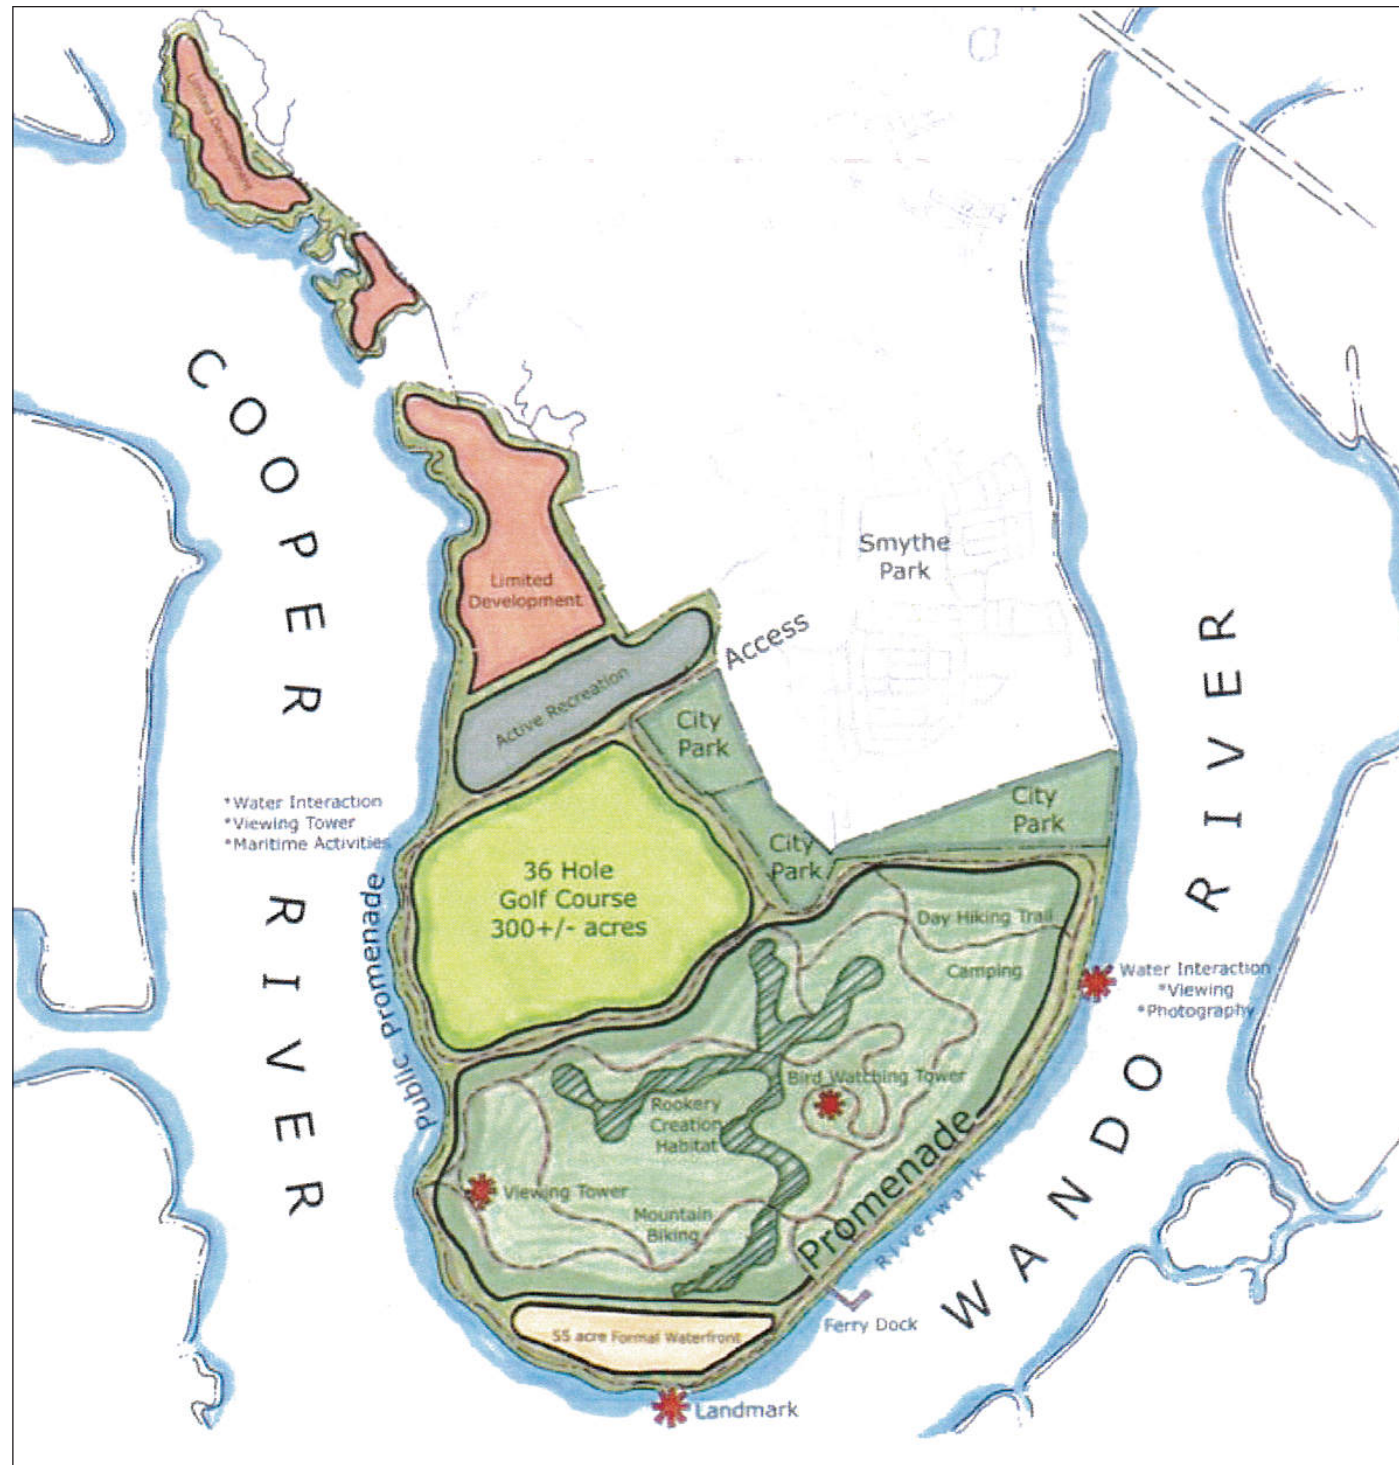 Limited Development
COOPER RIVER
Smythe
Park
Limited
Development
Access
Active Recreation
City
Park
City
Park
City
Park
*Water Interaction
*Viewing Tower
*Maritime Activities
Public Promenade
36 Hole
Golf Course
300+/- acres
Day Hiking Trail
Camping
Water Interaction
*Viewing
*Photography
WANDO RIVER
Bird Watching Tower
Rookery
Creation
Habitat
Viewing Tower
Mountain
Biking
Promenade
Riverwalk
Ferry Dock
55 acre Formal Waterfront
Landmark